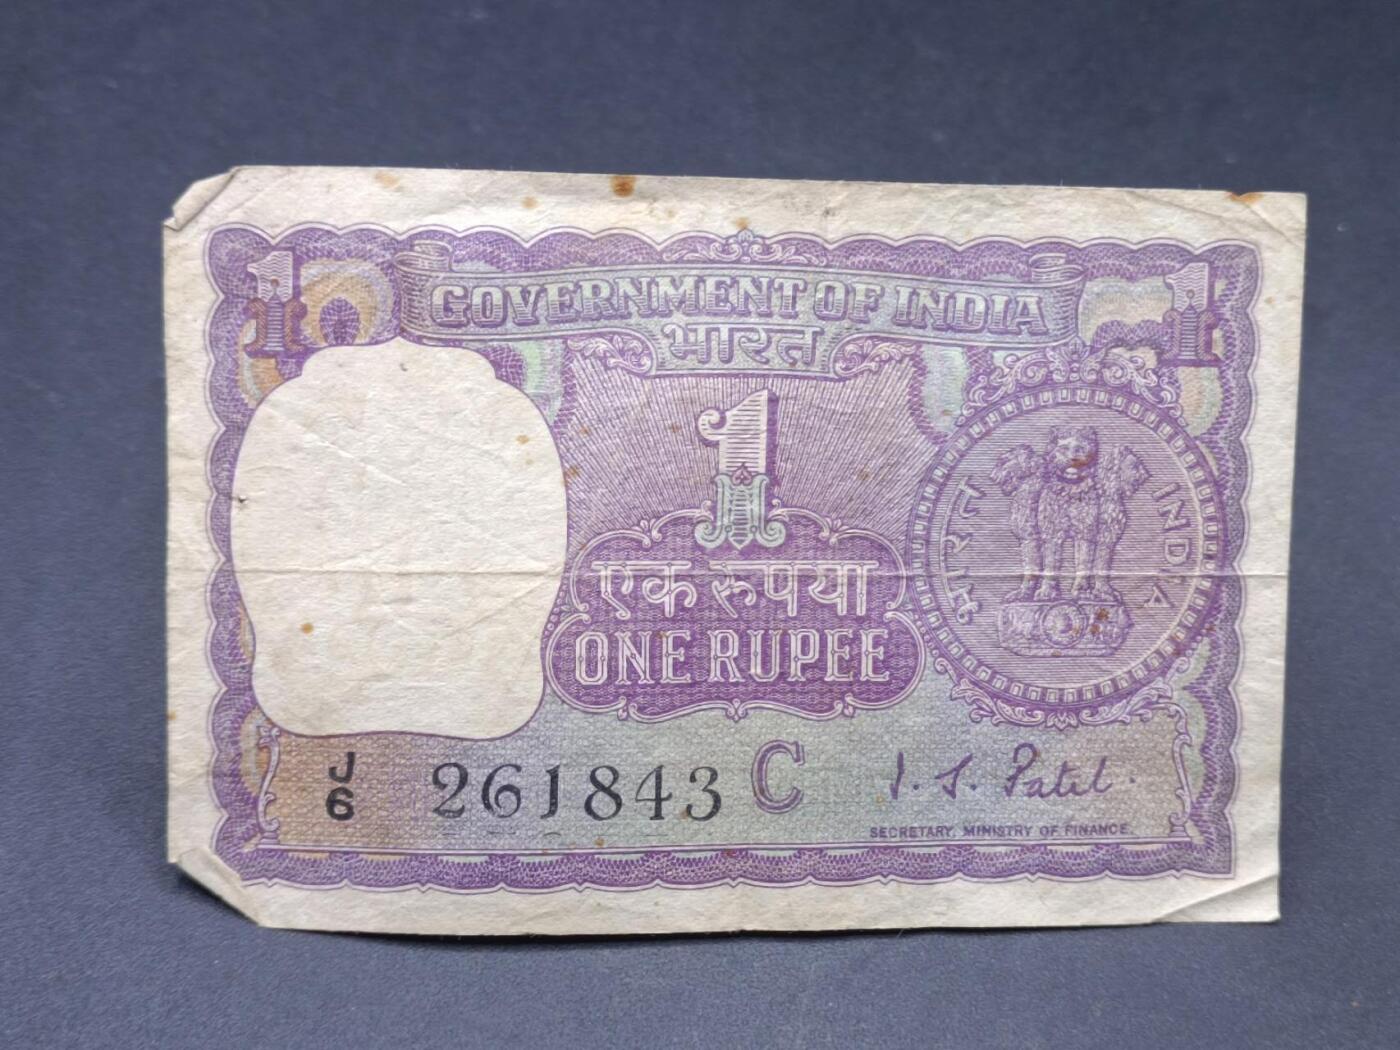 1
1
GOVERNMENT OF INDIA
भारत
1
भारत INDIA
एक रुपया
ONE RUPEE
J
6
261843 C
I. G. Patel.
SECRETARY, MINISTRY OF FINANCE.